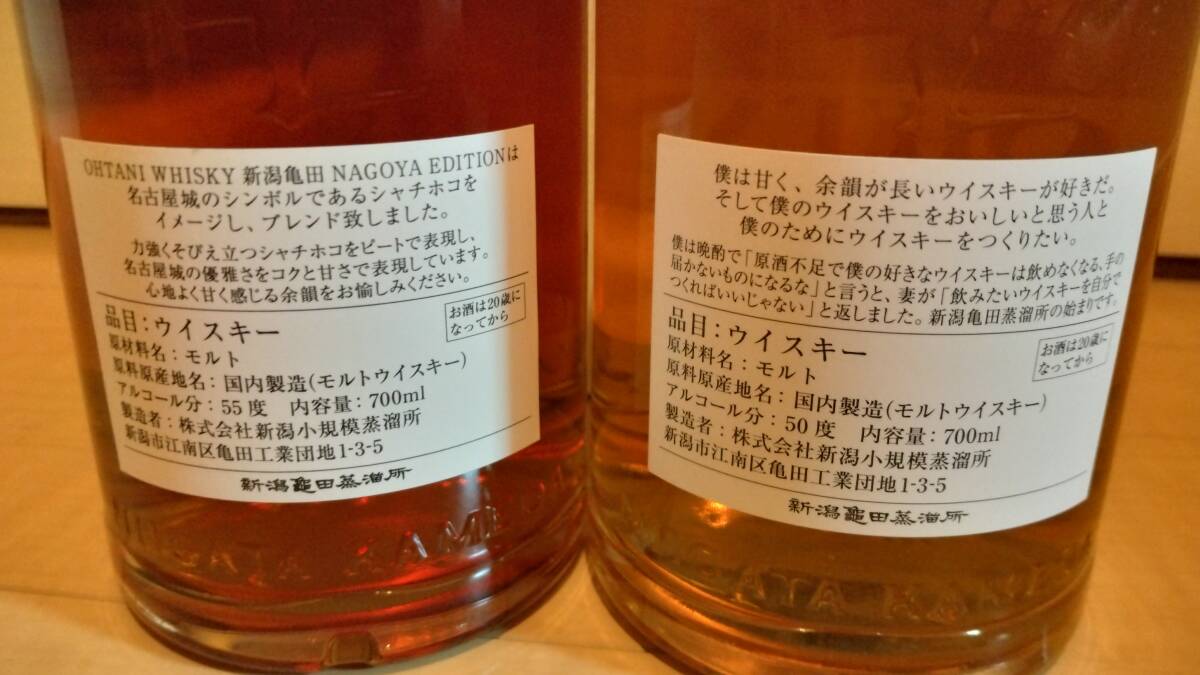 OHTANI WHISKY 新潟亀田 NAGOYA EDITIONは
名古屋城のシンボルであるシャチホコを
イメージし、ブレンド致しました。
力強くそびえ立つシャチホコをピートで表現し、
名古屋城の優雅さをコクと甘さで表現しています。
心地よく甘く感じる余韻をお愉しみください。
お酒は20歳に
なってから
品目：ウイスキー
原材料名：モルト
原料原産地名：国内製造(モルトウイスキー)
アルコール分：55度 内容量：700ml
製造者：株式会社新潟小規模蒸溜所
新潟市江南区亀田工業団地1-3-5
新潟龜田蒸溜所
NIIGATA KAME
僕は甘く、余韻が長いウイスキーが好きだ。
そして僕のウイスキーをおいしいと思う人と
僕のためにウイスキーをつくりたい。
僕は晩酌で「原酒不足で僕の好きなウイスキーは飲めなくなる、手の
届かないものになるな」と言うと、妻が「飲みたいウイスキーを自分で
つくればいいじゃない」と返しました。新潟亀田蒸溜所の始まりです。
お酒は20歳に
なってから
品目：ウイスキー
原材料名：モルト
原料原産地名：国内製造(モルトウイスキー)
アルコール分：50度 内容量：700ml
製造者：株式会社新潟小規模蒸溜所
新潟市江南区亀田工業団地1-3-5
新潟龜田蒸溜所
GATA KAME